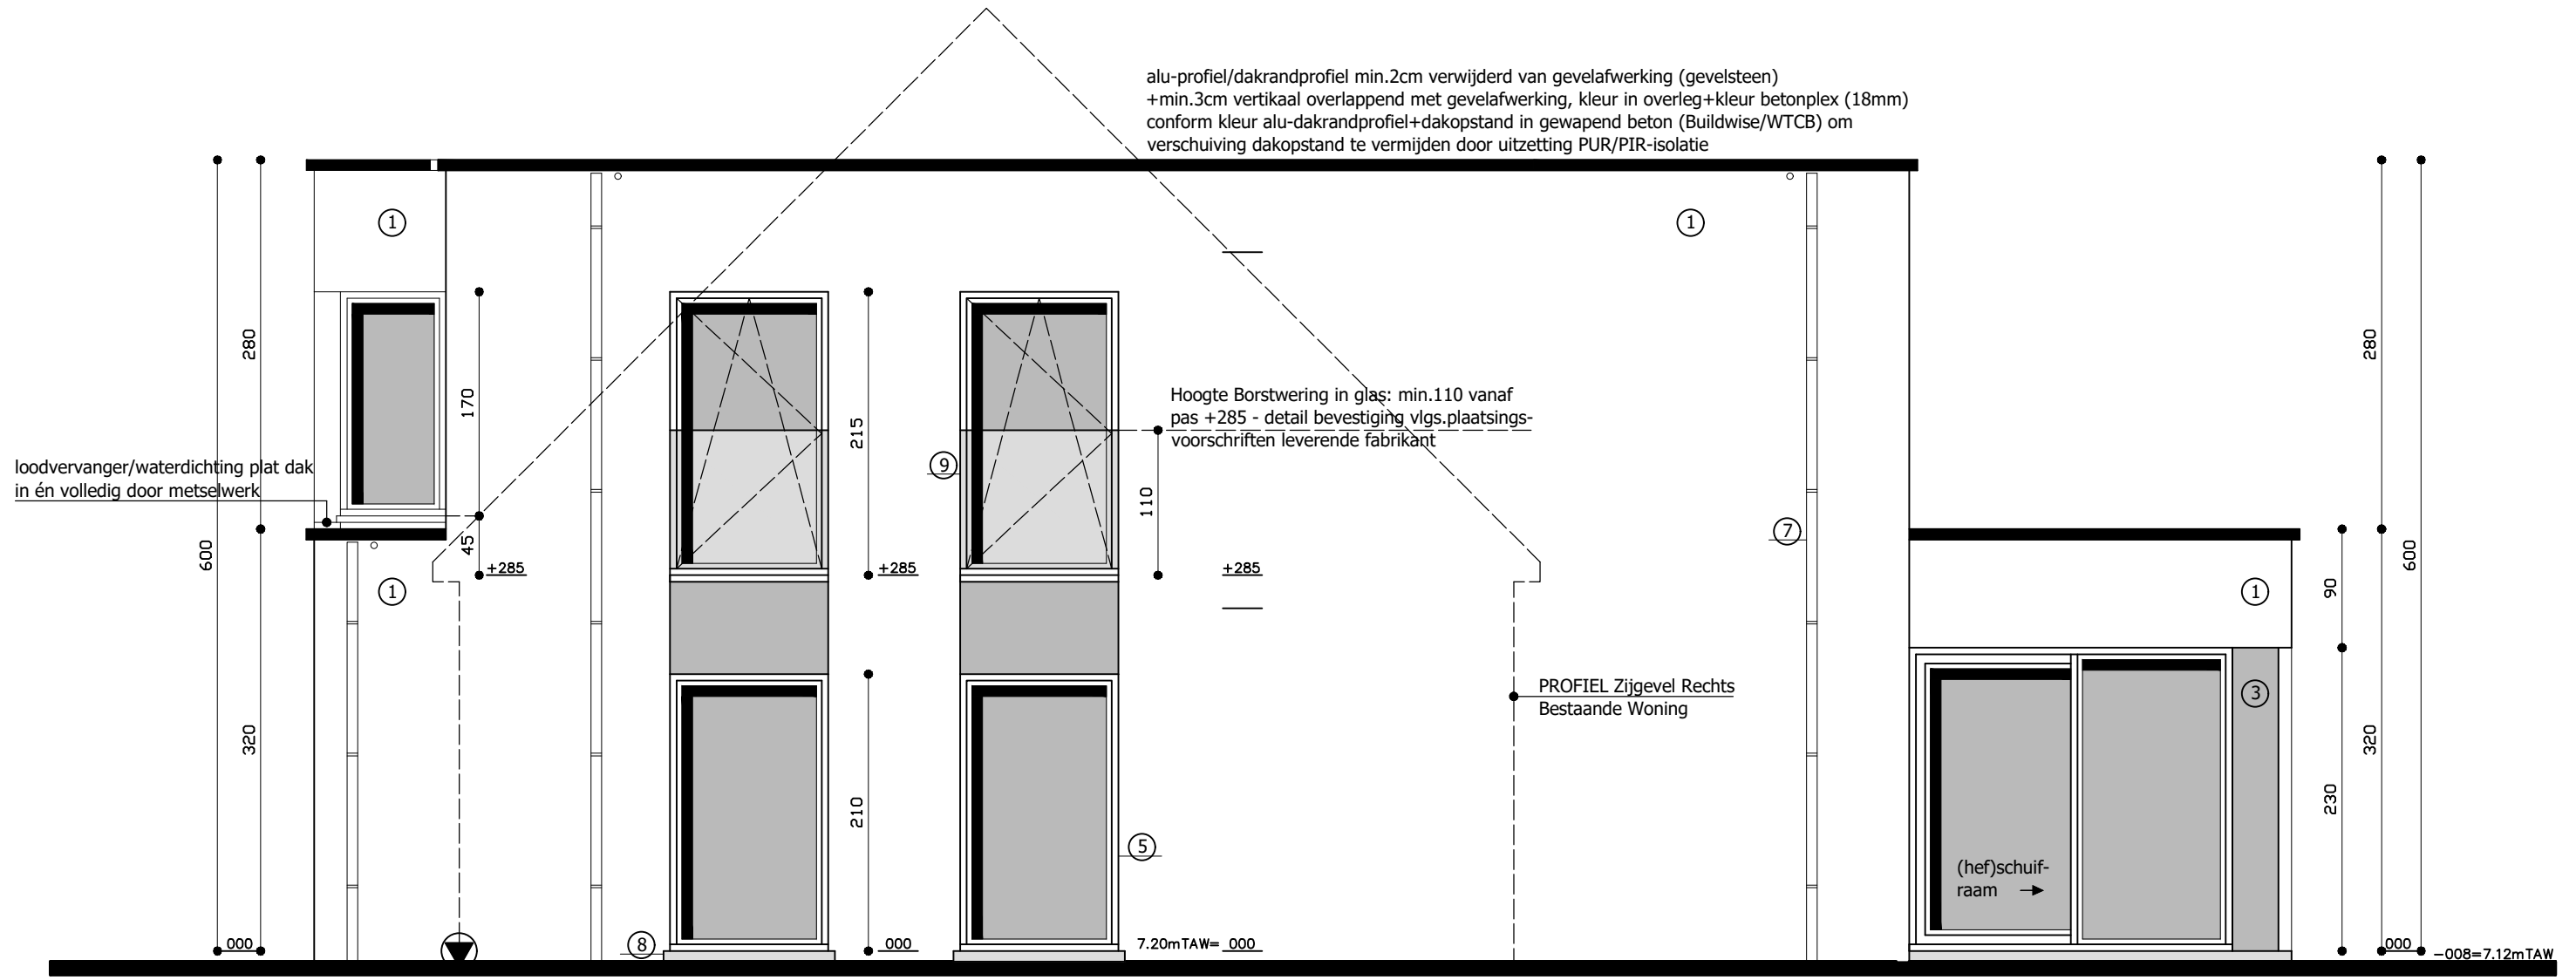 alu-profiel/dakrandprofiel min.2cm verwijderd van gevelafwerking (gevelsteen)
+min.3cm vertikaal overlappend met gevelafwerking, kleur in overleg+kleur betonplex (18mm)
conform kleur alu-dakrandprofiel+dakopstand in gewapend beton (Buildwise/WTCB) om
verschuiving dakopstand te vermijden door uitzetting PUR/PIR-isolatie
1
1
280
170
215
280
Hoogte Borstwering in glas: min.110 vanaf
pas +285 - detail bevestiging vlgs.plaatsings-
voorschriften leverende fabrikant
loodvervanger/waterdichting plat dak
in én volledig door metselwerk
9
110
7
600
45
+285
+285
+285
600
1
1
90
PROFIEL Zijgevel Rechts
Bestaande Woning
3
320
210
5
320
230
(hef)schuif-
raam
000
8
000
7.20mTAW= 000
000
-008=7.12mTAW